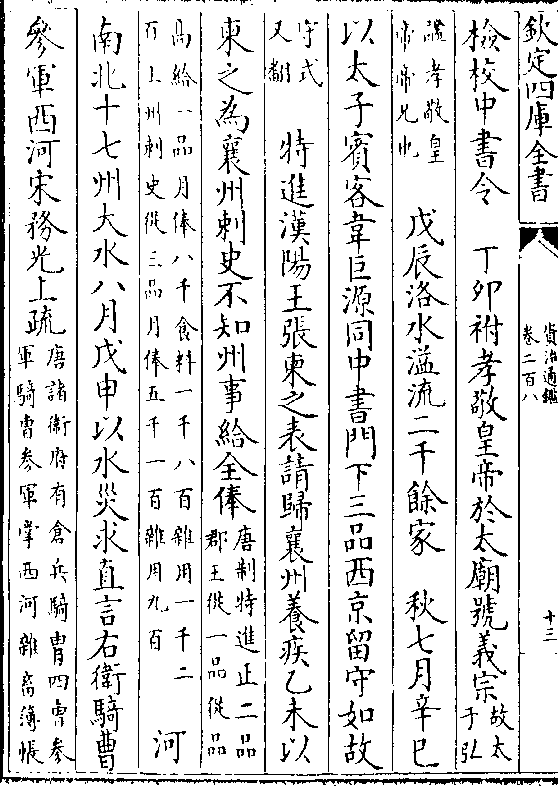 欽定四庫全書
資治通鑑
卷二百八
十三
檢校中書令　丁卯祔孝敬皇帝於太廟號義宗故太子弘
謚孝敬皇帝帝兄也　戊辰洛水溢流二千餘家　秋七月辛巳
以太子賓客韋巨源同中書門下三品西京留守如故
守式又翻　特進漢陽王張柬之表請歸襄州養疾乙未以
柬之為襄州刺史不知州事給全俸唐制特進正二品郡王從一品從品
高給一品月俸八千食料一千八百雜用一千二百上州刺史從三品月俸五千一百雜用九百　河
南北十七州大水八月戊申以水災求直言右衛騎曹
參軍西河宋務光上疏唐諸衛府有倉兵騎胄四曹參軍騎曹參軍掌西河雜畜簿帳